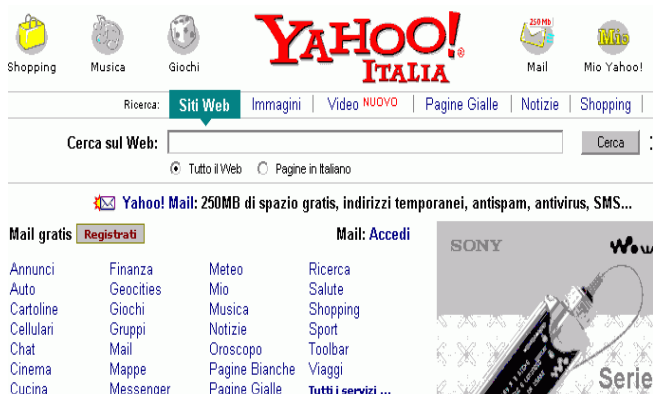 250 Mb
Mio
YAHOO!
ITALIA
Shopping Musica Giochi Mail Mio Yahoo!
Ricerca: Siti Web Immagini | Video NUOVO | Pagine Gialle | Notizie | Shopping |
Cerca sul Web: Cerca
Tutto il Web Pagine in Italiano
Yahoo! Mail: 250MB di spazio gratis, indirizzi temporanei, antispam, antivirus, SMS...
Mail gratis Registrati Mail: Accedi
SONY
Annunci Finanza Meteo Ricerca
Auto Geocities Mio Salute
Cartoline Giochi Musica Shopping
Cellulari Gruppi Notizie Sport
Chat Mail Oroscopo Toolbar
Cinema Mappe Pagine Bianche Viaggi
Cucina Messenger Pagine Gialle Tutti i servizi ...
Serie